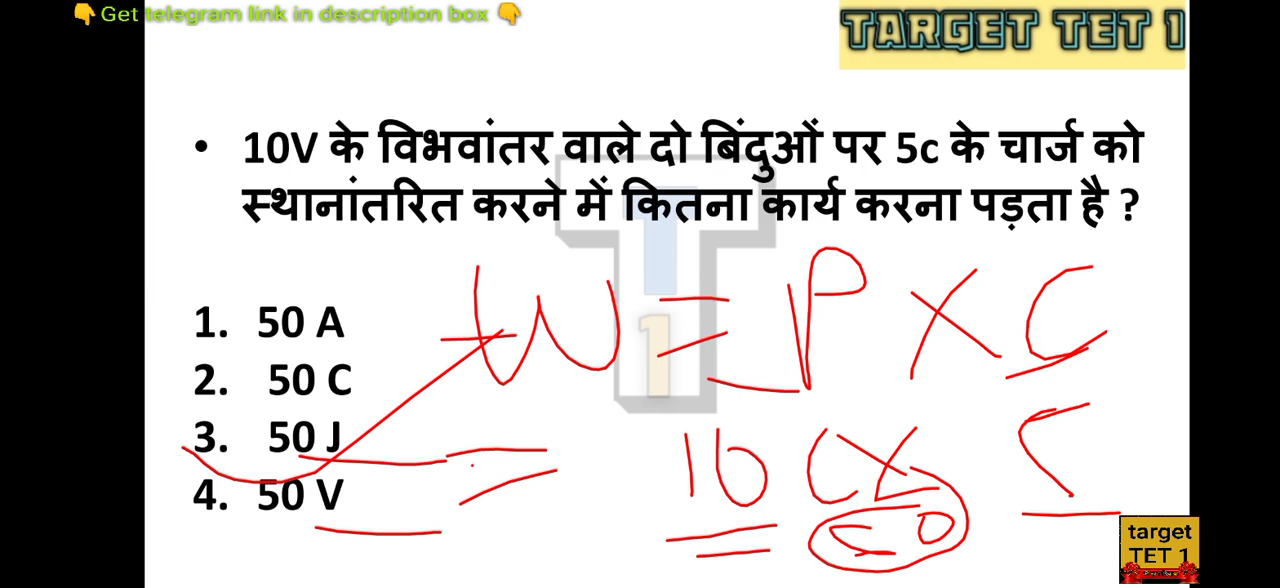 👇 Get telegram link in description box 👇
TARGET TET 1
• 10V के विभवांतर वाले दो बिंदुओं पर 5c के चार्ज को
स्थानांतरित करने में कितना कार्य करना पड़ता है ?
1. 50 A
2. 50 C
3. 50 J
4. 50 V
W = P × C
= 10 × 5
50
T
1
target
TET 1